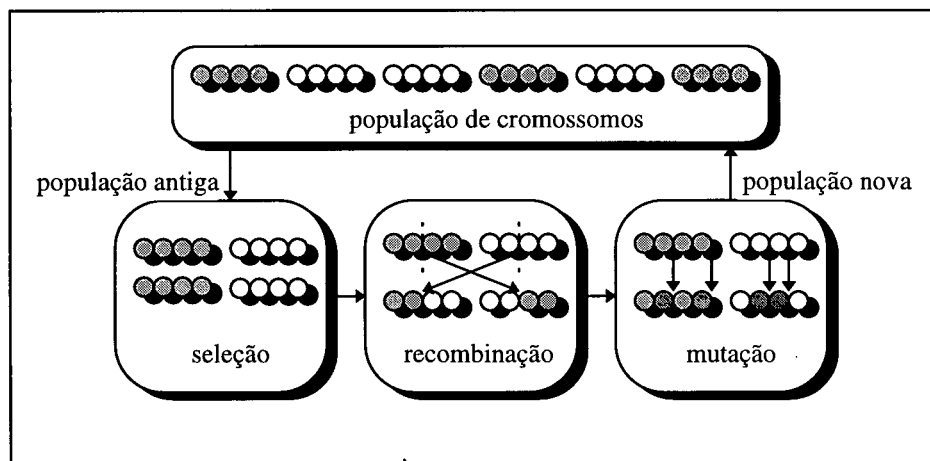 população de cromossomos
população antiga
população nova
seleção
recombinação
mutação